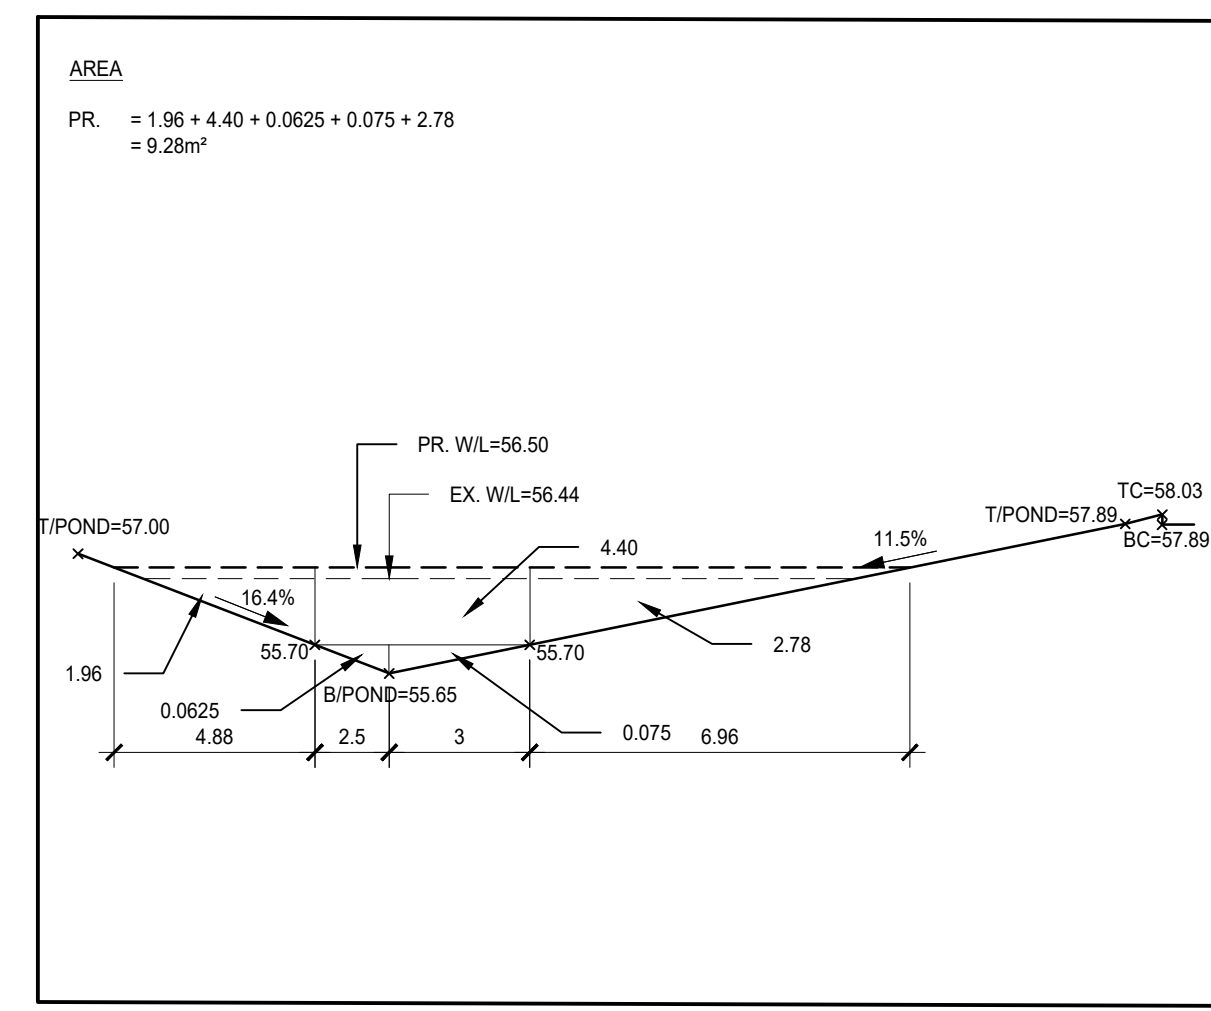 AREA
PR. = 1.96 + 4.40 + 0.0625 + 0.075 + 2.78
= 9.28m²
PR. W/L=56.50
EX. W/L=56.44
TC=58.03
T/POND=57.89
T/POND=57.00
BC=57.89
11.5%
4.40
16.4%
55.70
55.70
2.78
1.96
B/POND=55.65
0.0625
0.075
4.88
2.5
3
6.96